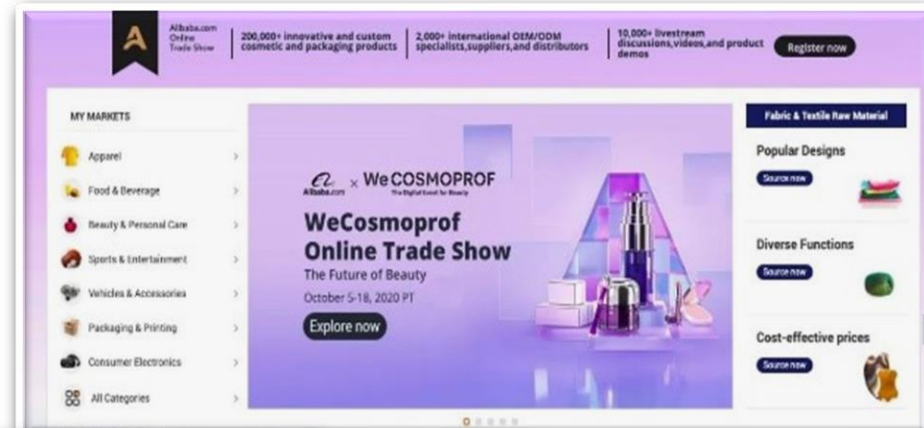 Alibaba.com
Online
Trade Show
200,000+ innovative and custom
cosmetic and packaging products
2,000+ international OEM/ODM
specialists,suppliers,and distributors
10,000+ livestream
discussions,videos,and product
demos
Register now
MY MARKETS
Apparel
Food & Beverage
Beauty & Personal Care
Sports & Entertainment
Vehicles & Accessories
Packaging & Printing
Consumer Electronics
All Categories
Alibaba.com × We COSMOPROF
The Digital Event for Beauty
WeCosmoprof
Online Trade Show
The Future of Beauty
October 5-18, 2020 PT
Explore now
Fabric & Textile Raw Material
Popular Designs
Source now
Diverse Functions
Source now
Cost-effective prices
Source now